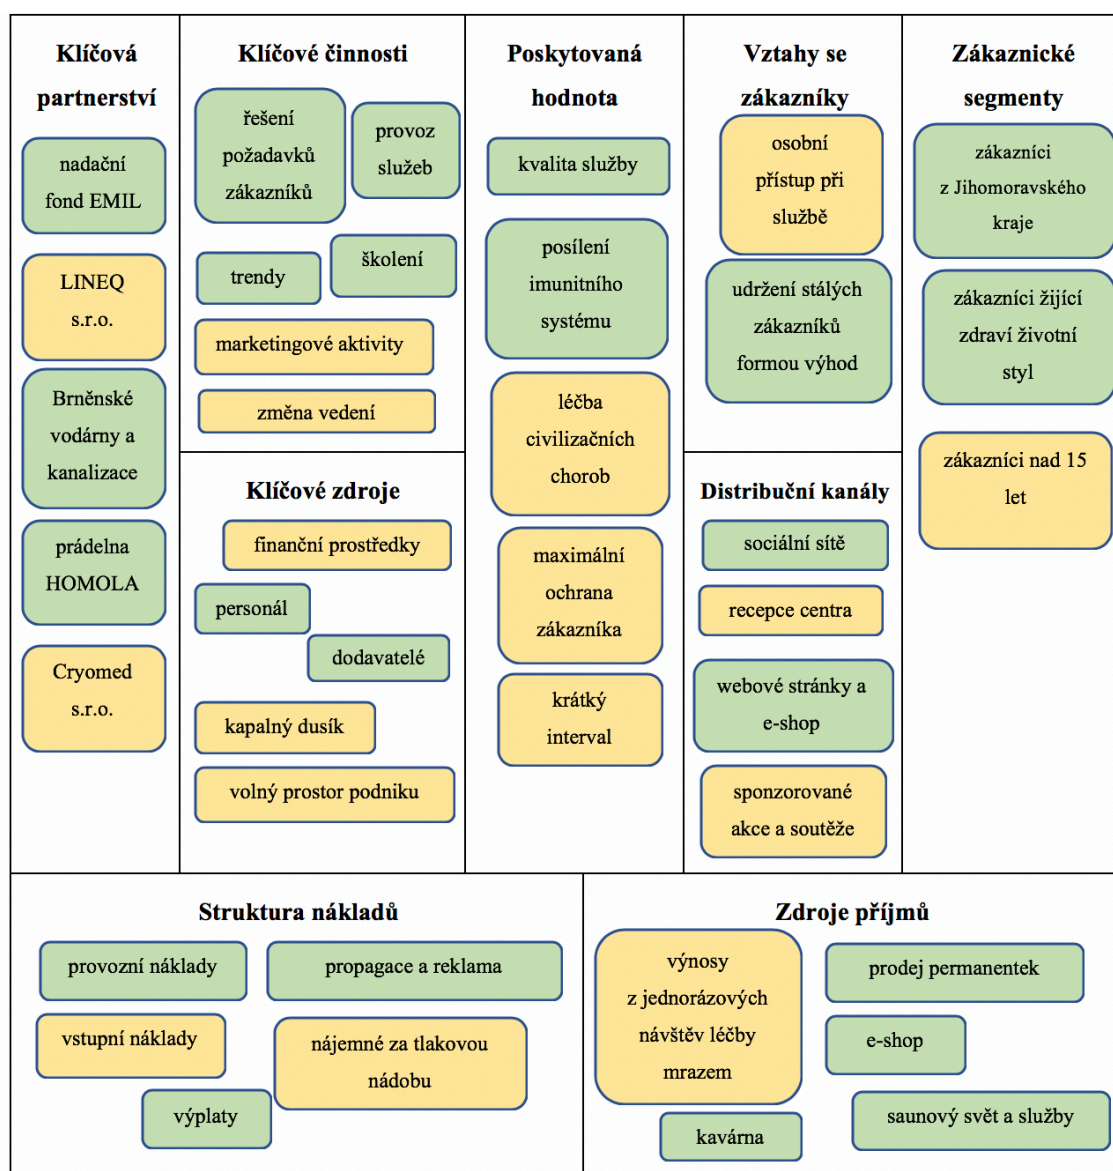 Klíčová
partnerství
nadační
fond EMIL
LINEQ
s.r.o.
Brněnské
vodárny a
kanalizace
prádelna
HOMOLA
Cryomed
s.r.o.
Klíčové činnosti
řešení
požadavků
zákazníků
provoz
služeb
trendy
školení
marketingové aktivity
změna vedení
Klíčové zdroje
finanční prostředky
personál
dodavatelé
kapalný dusík
volný prostor podniku
Poskytovaná
hodnota
kvalita služby
posílení
imunitního
systému
léčba
civilizačních
chorob
maximální
ochrana
zákazníka
krátký
interval
Vztahy se
zákazníky
osobní
přístup při
službě
udržení stálých
zákazníků
formou výhod
Distribuční kanály
sociální sítě
recepce centra
webové stránky a
e-shop
sponzorované
akce a soutěže
Zákaznické
segmenty
zákazníci
z Jihomoravského
kraje
zákazníci žijící
zdraví životní
styl
zákazníci nad 15
let
Struktura nákladů
provozní náklady
propagace a reklama
vstupní náklady
nájemné za tlakovou
nádobu
výplaty
Zdroje příjmů
výnosy
z jednorázových
návštěv léčby
mrazem
prodej permanentek
e-shop
kavárna
saunový svět a služby